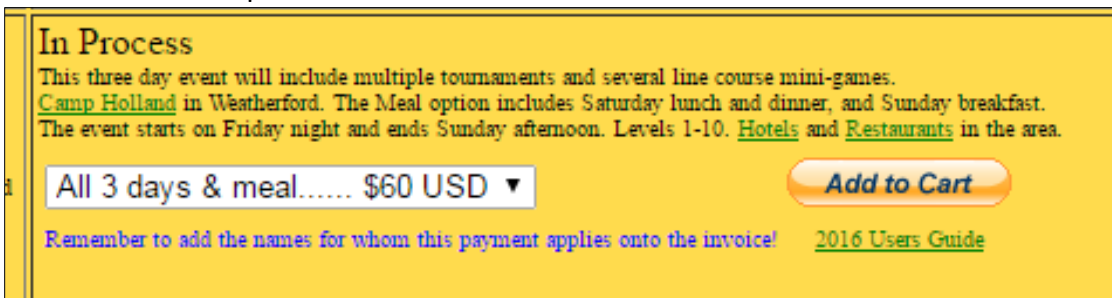 In Process
This three day event will include multiple tournaments and several line course mini-games.
Camp Holland in Weatherford. The Meal option includes Saturday lunch and dinner, and Sunday breakfast.
The event starts on Friday night and ends Sunday afternoon. Levels 1-10. Hotels and Restaurants in the area.
All 3 days & meal...... $60 USD ▼
Add to Cart
Remember to add the names for whom this payment applies onto the invoice!
2016 Users Guide